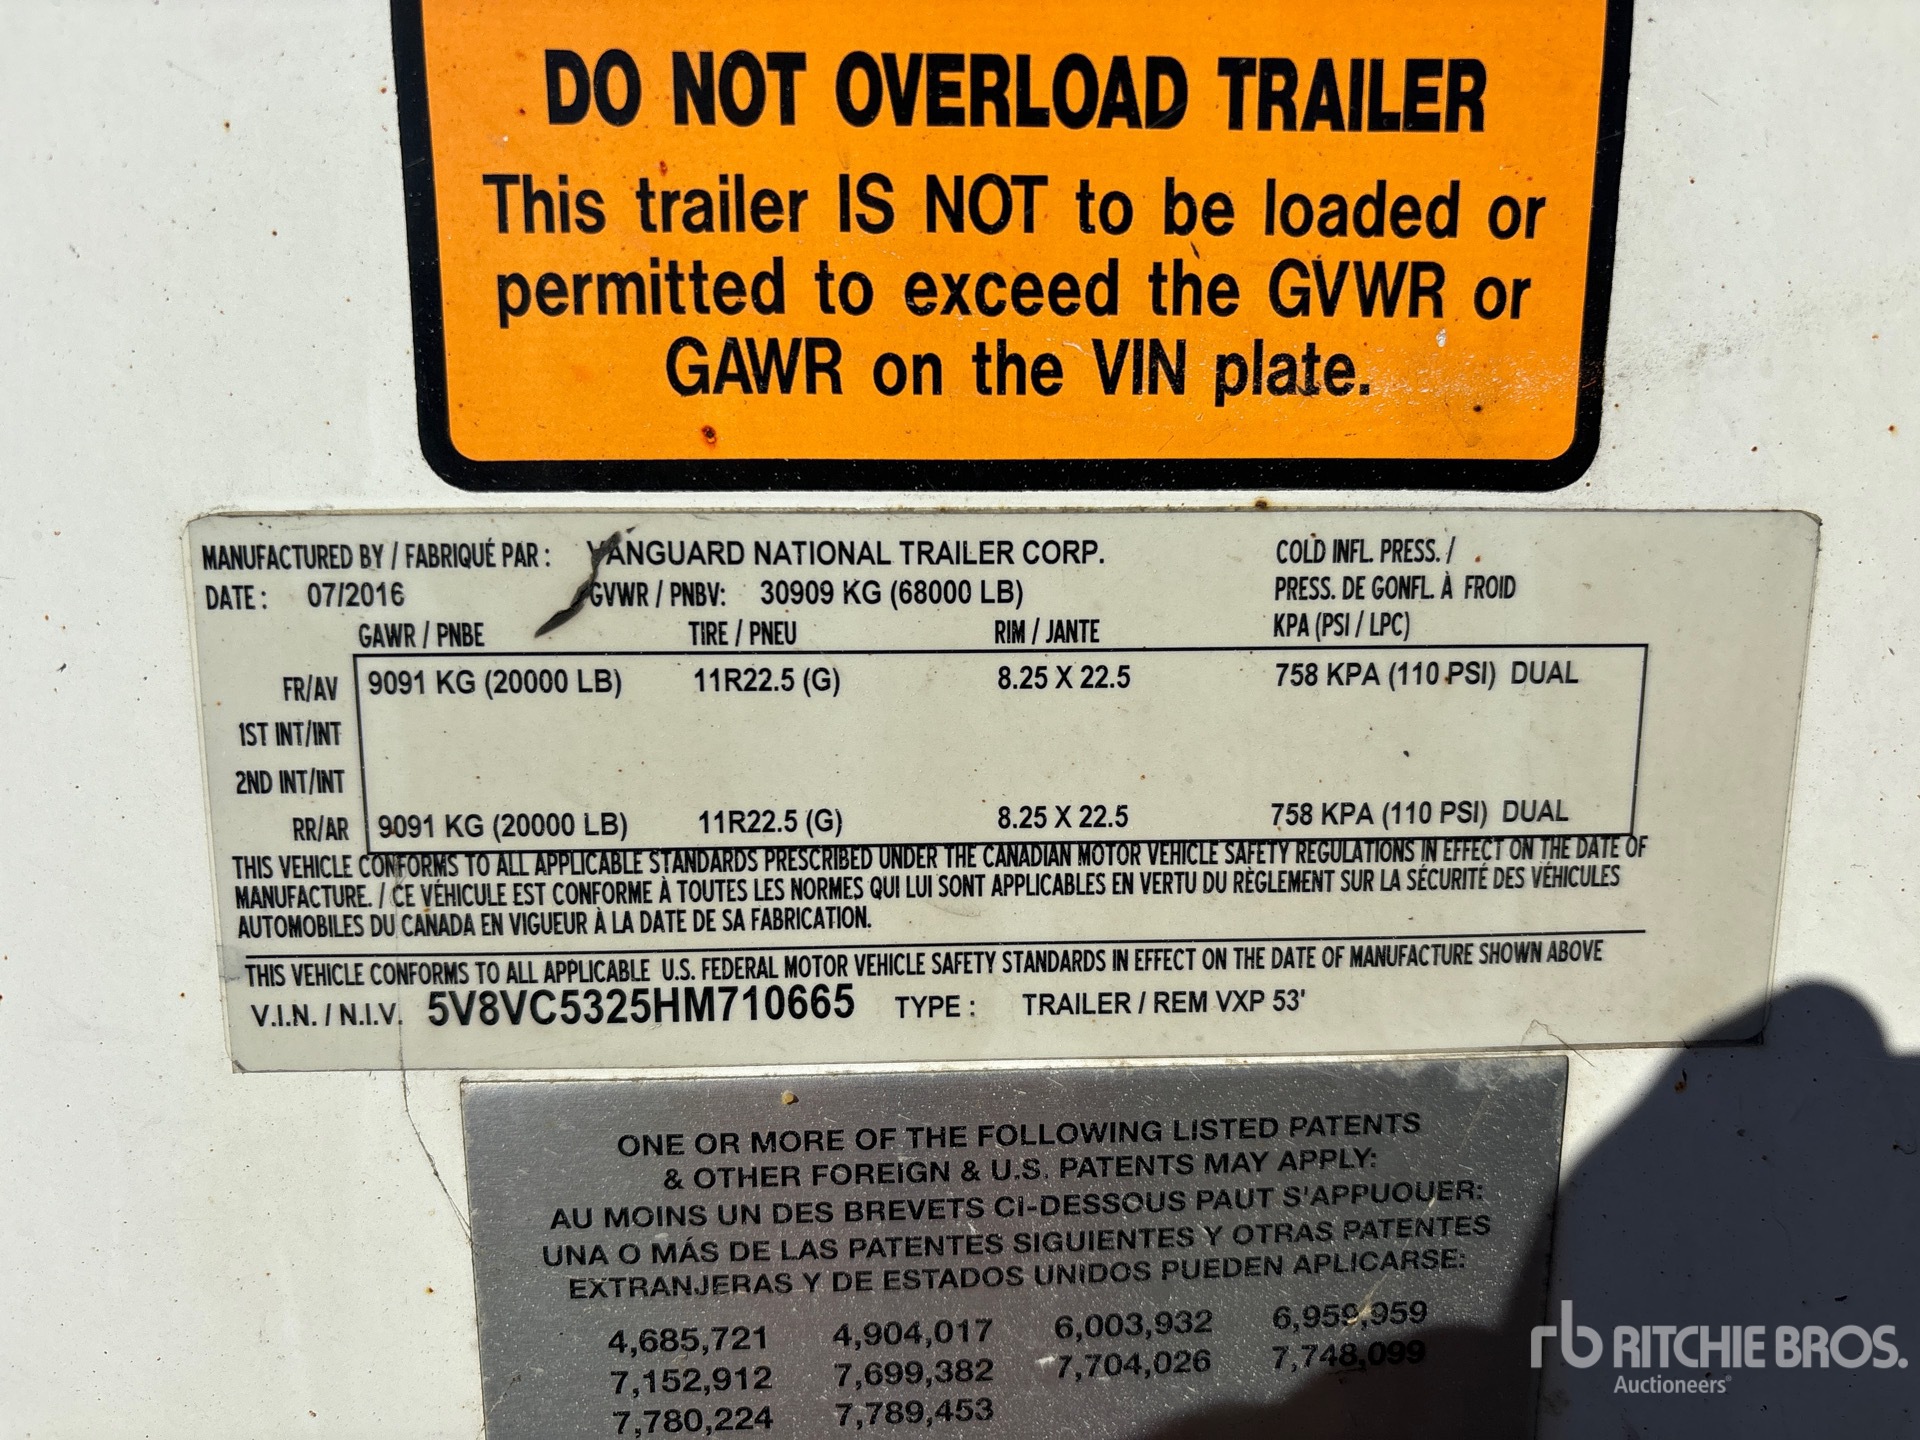 DO NOT OVERLOAD TRAILER
This trailer IS NOT to be loaded or
permitted to exceed the GVWR or
GAWR on the VIN plate.
MANUFACTURED BY / FABRIQUÉ PAR : VANGUARD NATIONAL TRAILER CORP. COLD INFL. PRESS. /
DATE : 07/2016 GVWR / PNBV: 30909 KG (68000 LB) PRESS. DE GONFL. À FROID
GAWR / PNBE TIRE / PNEU RIM / JANTE KPA (PSI / LPC)
FR/AV 9091 KG (20000 LB) 11R22.5 (G) 8.25 X 22.5 758 KPA (110 PSI) DUAL
1ST INT/INT
2ND INT/INT
RR/AR 9091 KG (20000 LB) 11R22.5 (G) 8.25 X 22.5 758 KPA (110 PSI) DUAL
THIS VEHICLE CONFORMS TO ALL APPLICABLE STANDARDS PRESCRIBED UNDER THE CANADIAN MOTOR VEHICLE SAFETY REGULATIONS IN EFFECT ON THE DATE OF
MANUFACTURE. / CE VÉHICULE EST CONFORME À TOUTES LES NORMES QUI LUI SONT APPLICABLES EN VERTU DU RÈGLEMENT SUR LA SÉCURITÉ DES VÉHICULES
AUTOMOBILES DU CANADA EN VIGUEUR À LA DATE DE SA FABRICATION.
THIS VEHICLE CONFORMS TO ALL APPLICABLE U.S. FEDERAL MOTOR VEHICLE SAFETY STANDARDS IN EFFECT ON THE DATE OF MANUFACTURE SHOWN ABOVE
V.I.N. / N.I.V. 5V8VC5325HM710665 TYPE : TRAILER / REM VXP 53'
ONE OR MORE OF THE FOLLOWING LISTED PATENTS
& OTHER FOREIGN & U.S. PATENTS MAY APPLY:
AU MOINS UN DES BREVETS CI-DESSOUS PAUT S'APPUOUER:
UNA O MÁS DE LAS PATENTES SIGUIENTES Y OTRAS PATENTES
EXTRANJERAS Y DE ESTADOS UNIDOS PUEDEN APLICARSE:
4,685,721 4,904,017 6,003,932 6,959,959
7,152,912 7,699,382 7,704,026 7,748,099
7,780,224 7,789,453
rb RITCHIE BROS.
Auctioneers